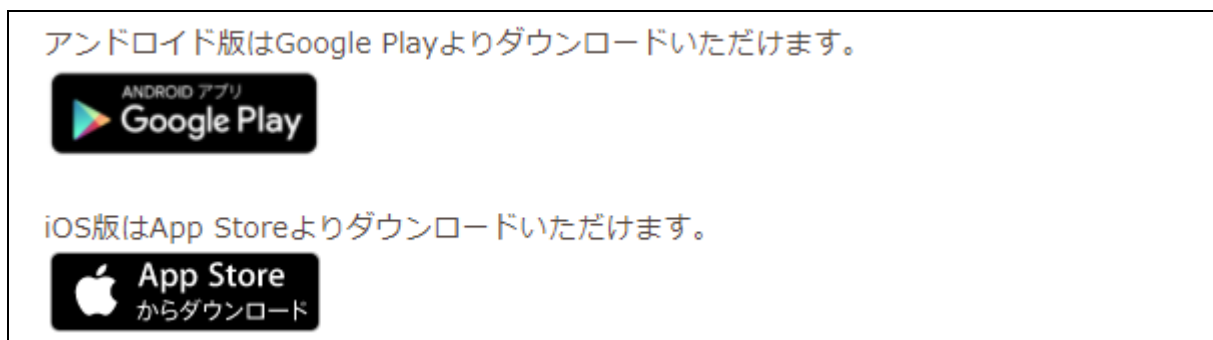 アンドロイド版はGoogle Playよりダウンロードいただけます。
ANDROID アプリ
Google Play
iOS版はApp Storeよりダウンロードいただけます。
App Store
からダウンロード